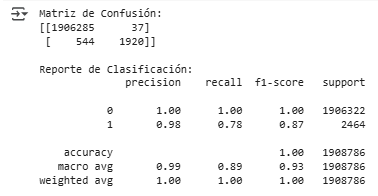 Matriz de Confusión:
[[1906285      37]
 [    544    1920]]
Reporte de Clasificación:
              precision    recall  f1-score   support
           0       1.00      1.00      1.00   1906322
           1       0.98      0.78      0.87      2464
    accuracy                           1.00   1908786
   macro avg       0.99      0.89      0.93   1908786
weighted avg       1.00      1.00      1.00   1908786